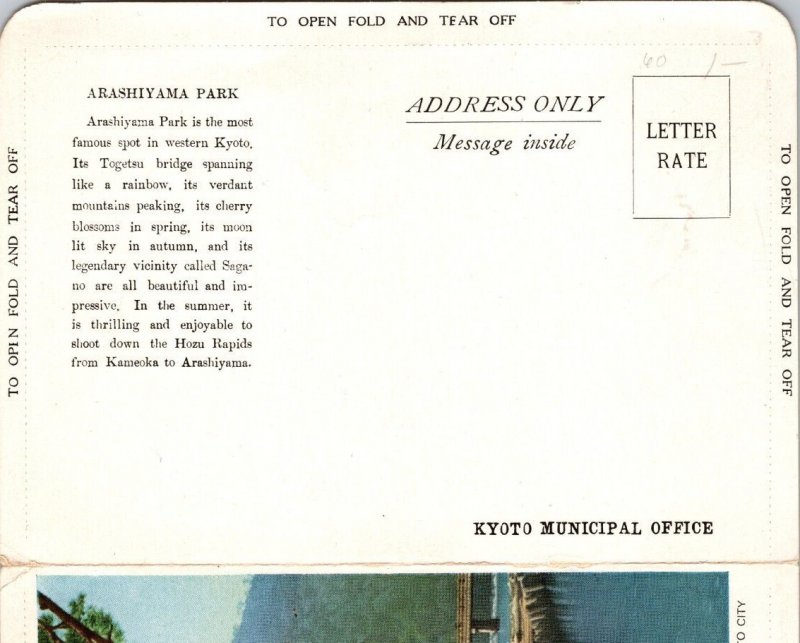 TO OPEN FOLD AND TEAR OFF
60 1-
ARASHIYAMA PARK
Arashiyama Park is the most
famous spot in western Kyoto.
Its Togetsu bridge spanning
like a rainbow, its verdant
mountains peaking, its cherry
blossoms in spring, its moon
lit sky in autumn, and its
legendary vicinity called Saga-
no are all beautiful and im-
pressive. In the summer, it
is thrilling and enjoyable to
shoot down the Hozu Rapids
from Kameoka to Arashiyama.
ADDRESS ONLY
Message inside
LETTER
RATE
TO OPEN FOLD AND TEAR OFF
TO OPEN FOLD AND TEAR OFF
KYOTO MUNICIPAL OFFICE
CITY